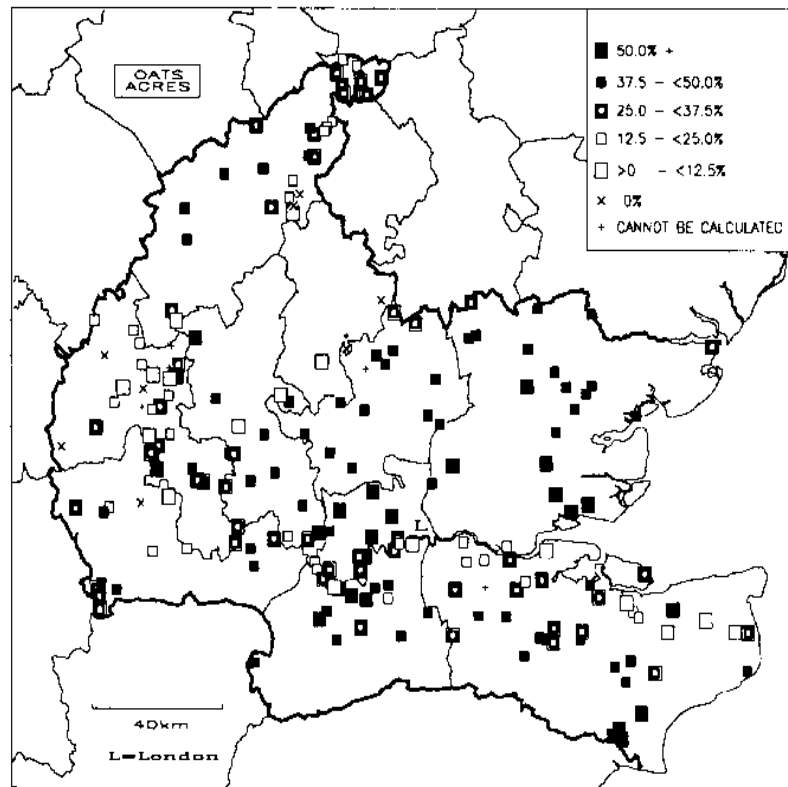 OATS
ACRES
50.0% +
37.5 – <50.0%
25.0 – <37.5%
12.5 – <25.0%
>0 – <12.5%
0%
CANNOT BE CALCULATED
L
40km
L=London